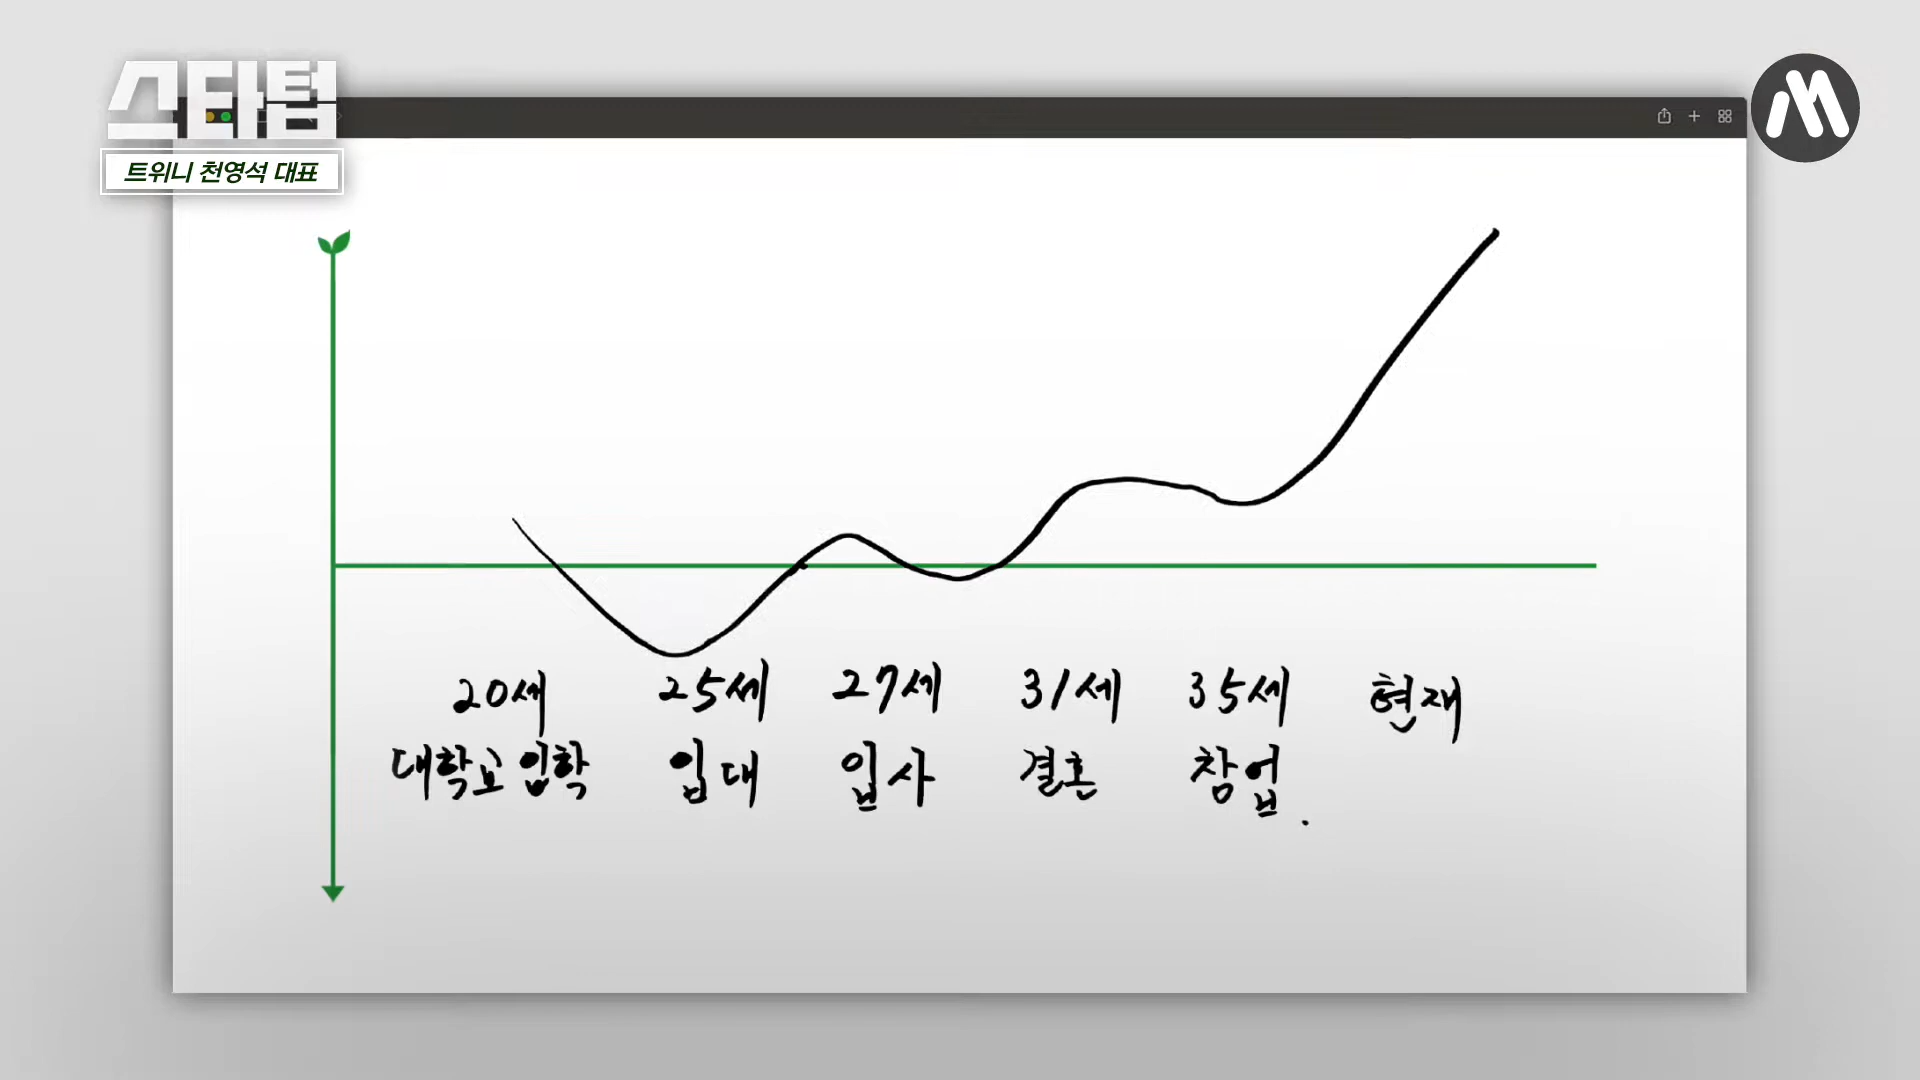 스타텁
트위니 천영석 대표
M
20세 25세 27세 31세 35세 현재
대학교 입학 입대 입사 결혼 창업.